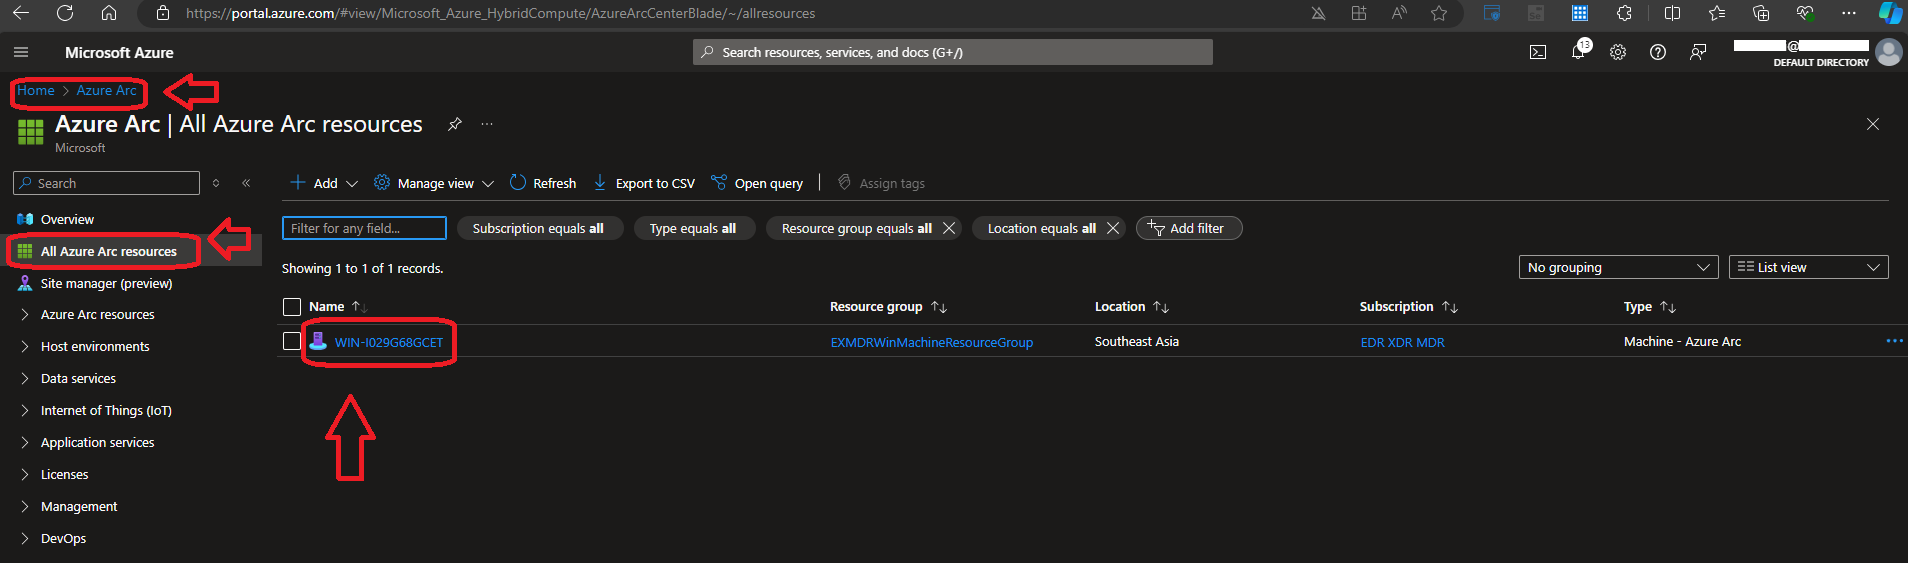 https://portal.azure.com/#view/Microsoft_Azure_HybridCompute/AzureArcCenterBlade/~/allresources
Microsoft Azure
Search resources, services, and docs (G+/)
13
@
DEFAULT DIRECTORY
Home > Azure Arc
Azure Arc | All Azure Arc resources
Microsoft
Search
Add
Manage view
Refresh
Export to CSV
Open query
Assign tags
Overview
All Azure Arc resources
Site manager (preview)
Azure Arc resources
Host environments
Data services
Internet of Things (IoT)
Application services
Licenses
Management
DevOps
Filter for any field...
Subscription equals all
Type equals all
Resource group equals all
Location equals all
Add filter
Showing 1 to 1 of 1 records.
No grouping
List view
Name Resource group Location Subscription Type
WIN-I029G68GCET EXMDRWinMachineResourceGroup Southeast Asia EDR XDR MDR Machine - Azure Arc